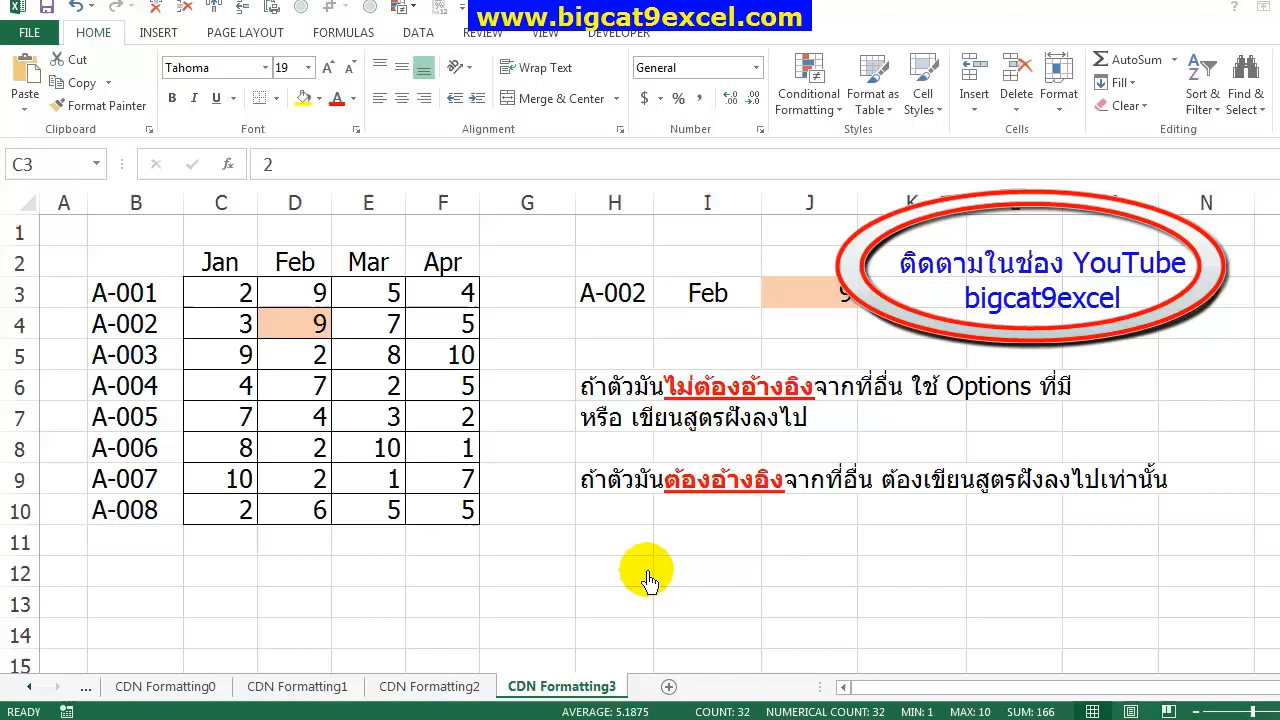 www.bigcat9excel.com
FILE HOME INSERT PAGE LAYOUT FORMULAS DATA REVIEW VIEW DEVELOPER
Paste Cut Copy Format Painter
Clipboard
Tahoma 19
B I U A
Font
Wrap Text
Merge & Center
Alignment
General
$ % ,
Number
Conditional Formatting
Format as Table
Cell Styles
Styles
Insert Delete Format
Cells
AutoSum
Fill
Clear
Sort & Filter
Find & Select
Editing
C3 fx 2
A B C D E F G H I J K N
1
2 Jan Feb Mar Apr
3 A-001 2 9 5 4 A-002 Feb 9
4 A-002 3 9 7 5
5 A-003 9 2 8 10
6 A-004 4 7 2 5 ถ้าตัวมันไม่ต้องอ้างอิงจากที่อื่น ใช้ Options ที่มี
7 A-005 7 4 3 2 หรือ เขียนสูตรฝังลงไป
8 A-006 8 2 10 1
9 A-007 10 2 1 7 ถ้าตัวมันต้องอ้างอิงจากที่อื่น ต้องเขียนสูตรฝังลงไปเท่านั้น
10 A-008 2 6 5 5
11
12
13
14
15
ติดตามในช่อง YouTube
bigcat9excel
... CDN Formatting0 CDN Formatting1 CDN Formatting2 CDN Formatting3
READY AVERAGE: 5.1875 COUNT: 32 NUMERICAL COUNT: 32 MIN: 1 MAX: 10 SUM: 166